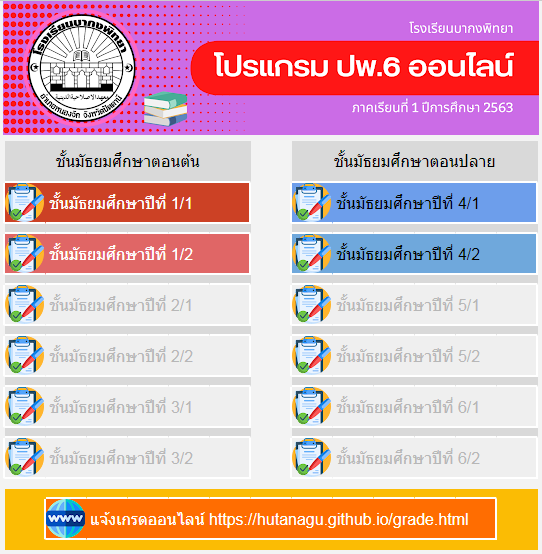 โรงเรียนบากงพิทยา
โรงเรียนบากงพิทยา
อำเภอหนองจิก จังหวัดปัตตานี
โปรแกรม ปพ.6 ออนไลน์
ภาคเรียนที่ 1 ปีการศึกษา 2563
ชั้นมัธยมศึกษาตอนต้น
ชั้นมัธยมศึกษาตอนปลาย
ชั้นมัธยมศึกษาปีที่ 1/1
ชั้นมัธยมศึกษาปีที่ 4/1
ชั้นมัธยมศึกษาปีที่ 1/2
ชั้นมัธยมศึกษาปีที่ 4/2
ชั้นมัธยมศึกษาปีที่ 2/1
ชั้นมัธยมศึกษาปีที่ 5/1
ชั้นมัธยมศึกษาปีที่ 2/2
ชั้นมัธยมศึกษาปีที่ 5/2
ชั้นมัธยมศึกษาปีที่ 3/1
ชั้นมัธยมศึกษาปีที่ 6/1
ชั้นมัธยมศึกษาปีที่ 3/2
ชั้นมัธยมศึกษาปีที่ 6/2
www แจ้งเกรดออนไลน์ https://hutanagu.github.io/grade.html